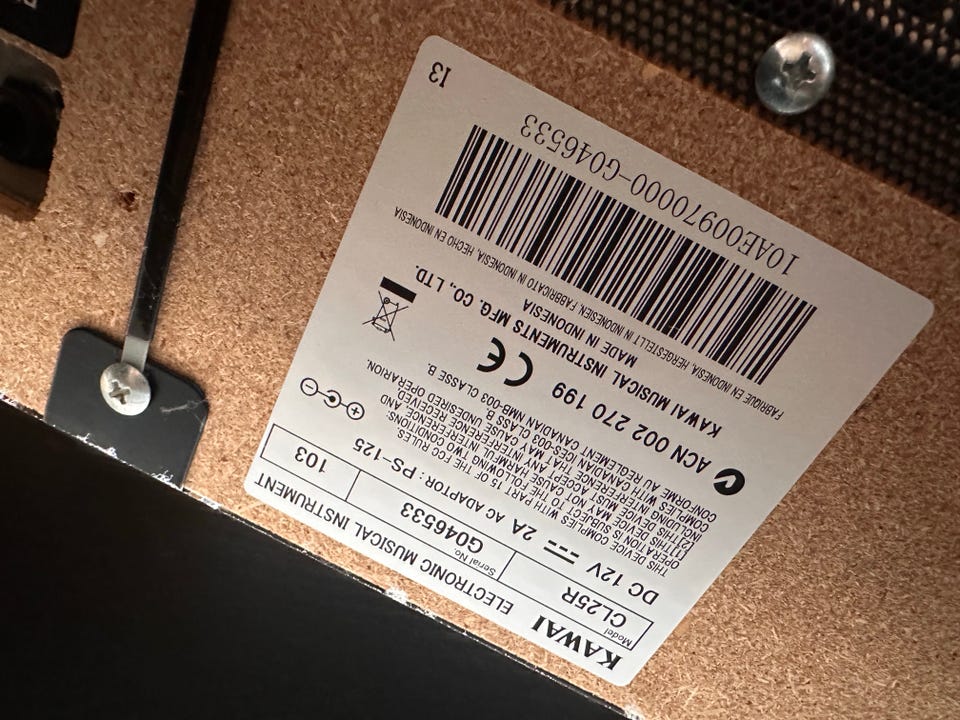 KAWAI ELECTRONIC MUSICAL INSTRUMENT
Model CL25R Serial No. G046533 103
DC 12V 2A AC ADAPTOR : PS-125
THIS DEVICE COMPLIES WITH PART 15 OF THE FCC RULES
OPERATION IS SUBJECT TO THE FOLLOWING TWO CONDITIONS:
[1]THIS DEVICE MAY NOT CAUSE HARMFUL INTERFERENCE, AND
[2]THIS DEVICE MUST ACCEPT ANY INTERFERENCE RECEIVED,
INCLUDING INTERFERENCE THAT MAY CAUSE UNDESIRED OPERARION.
COMPLIES WITH CANADIAN ICES-003 CLASS B.
CONFORME AU RÉGLEMENT CANADIAN NMB-003 CLASSE B.
ACN 002 270 199 CE
KAWAI MUSICAL INSTRUMENTS MFG. CO., LTD.
MADE IN INDONESIA
FABRIQUE EN INDONESIA, HERGESTELLT IN INDONESIEN, FABBRICATO IN INDONESIA, HECHO EN INDONESIA
10AE00970000-G046533
13